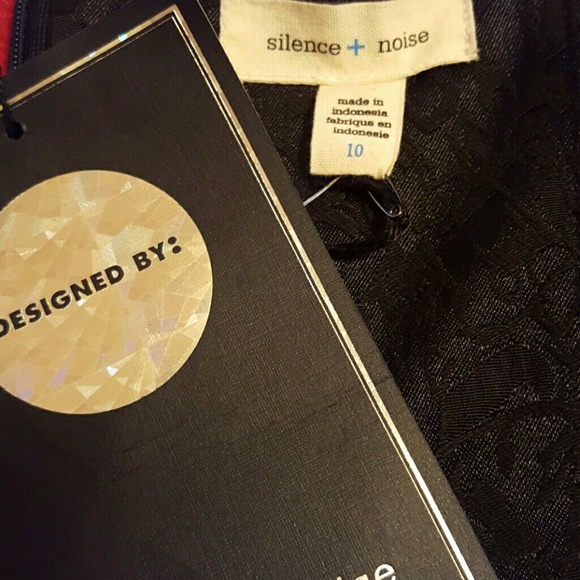 silence + noise
made in
indonesia
fabrique en
indonesie
10
DESIGNED BY: